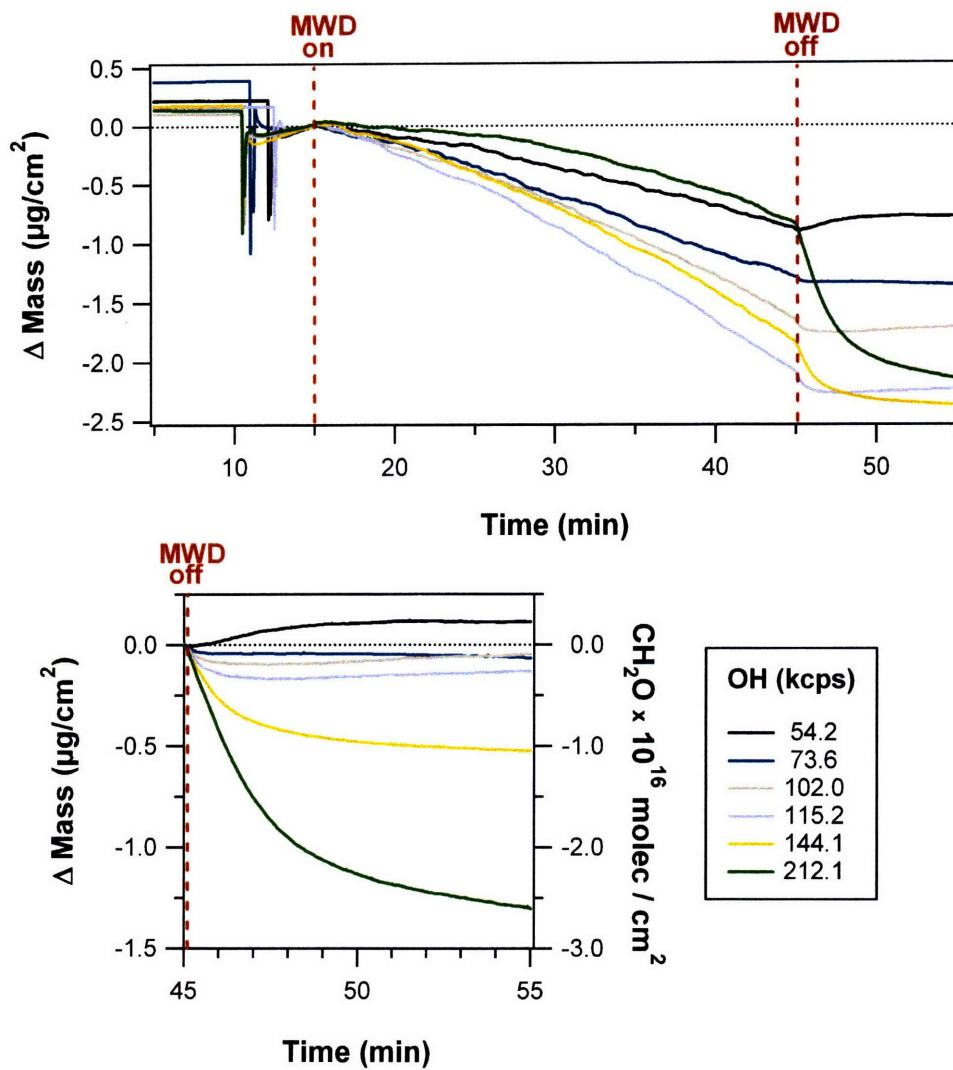 MWD
on
MWD
off
0.5
0.0
-0.5
-1.0
-1.5
-2.0
-2.5
Δ Mass (µg/cm²)
10
20
30
40
50
Time (min)
MWD
off
0.0
-0.5
-1.0
-1.5
Δ Mass (µg/cm²)
0.0
-1.0
-2.0
-3.0
CH₂O x 10¹⁶ molec / cm²
45
50
55
Time (min)
OH (kcps)
54.2
73.6
102.0
115.2
144.1
212.1